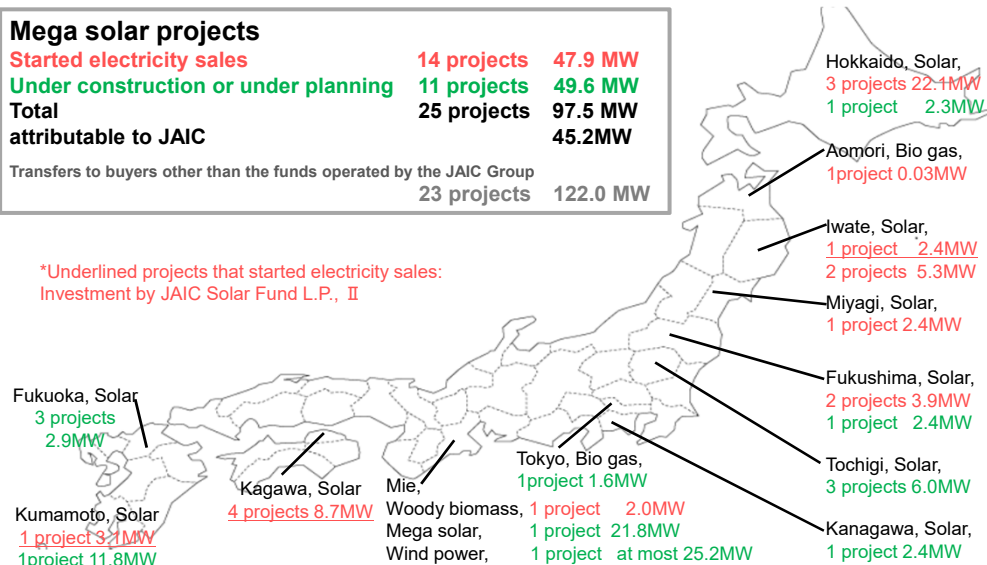 Mega solar projects
Started electricity sales 14 projects 47.9 MW
Under construction or under planning 11 projects 49.6 MW
Total 25 projects 97.5 MW
attributable to JAIC 45.2MW
Transfers to buyers other than the funds operated by the JAIC Group
23 projects 122.0 MW
*Underlined projects that started electricity sales:
Investment by JAIC Solar Fund L.P., Ⅱ
Hokkaido, Solar,
3 projects 22.1MW
1 project 2.3MW
Aomori, Bio gas,
1project 0.03MW
Iwate, Solar,
1 project 2.4MW
2 projects 5.3MW
Miyagi, Solar,
1 project 2.4MW
Fukushima, Solar,
2 projects 3.9MW
1 project 2.4MW
Tochigi, Solar,
3 projects 6.0MW
Kanagawa, Solar,
1 project 2.4MW
Tokyo, Bio gas,
1project 1.6MW
Mie,
Woody biomass, 1 project 2.0MW
Mega solar, 1 project 21.8MW
Wind power, 1 project at most 25.2MW
Kagawa, Solar
4 projects 8.7MW
Fukuoka, Solar
3 projects
2.9MW
Kumamoto, Solar
1 project 3.1MW
1project 11.8MW